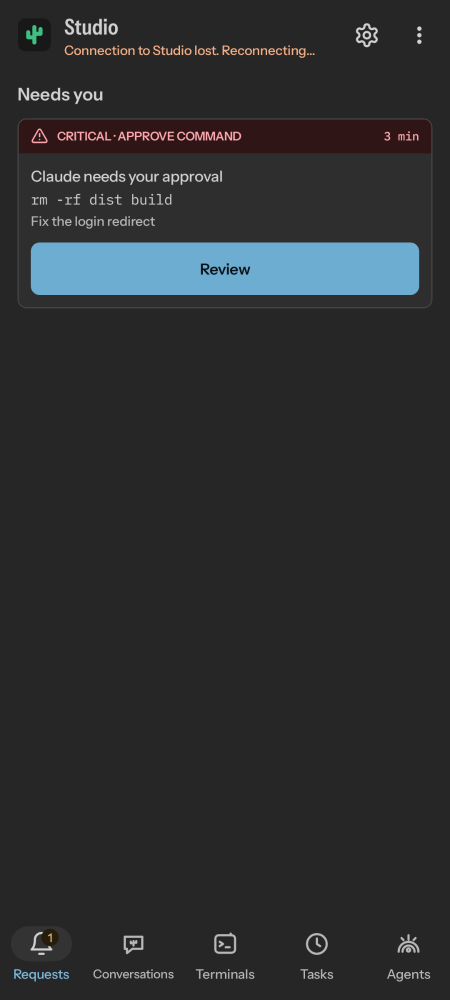 Studio
Connection to Studio lost. Reconnecting...
Needs you
CRITICAL · APPROVE COMMAND 3 min
Claude needs your approval
rm -rf dist build
Fix the login redirect
Review
1
Requests Conversations Terminals Tasks Agents